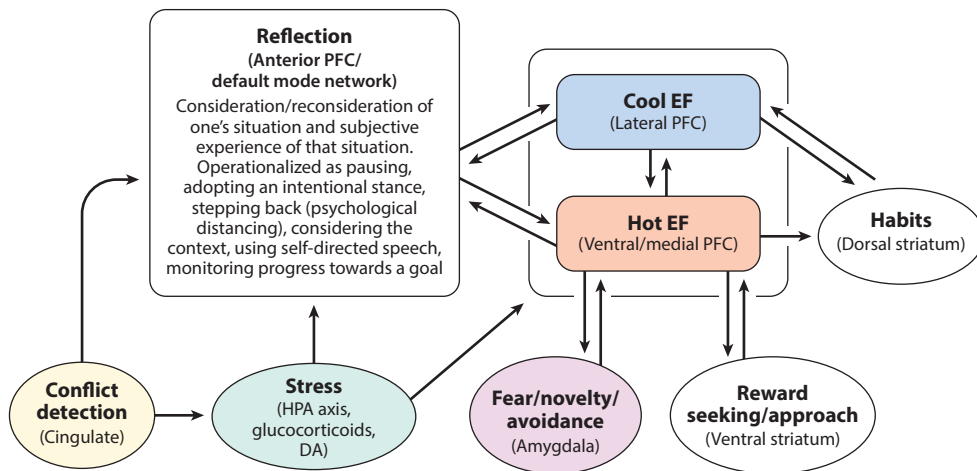 Reflection
(Anterior PFC/
default mode network)
Consideration/reconsideration of
one's situation and subjective
experience of that situation.
Operationalized as pausing,
adopting an intentional stance,
stepping back (psychological
distancing), considering the
context, using self-directed speech,
monitoring progress towards a goal
Cool EF
(Lateral PFC)
Hot EF
(Ventral/medial PFC)
Habits
(Dorsal striatum)
Conflict
detection
(Cingulate)
Stress
(HPA axis,
glucocorticoids,
DA)
Fear/novelty/
avoidance
(Amygdala)
Reward
seeking/approach
(Ventral striatum)